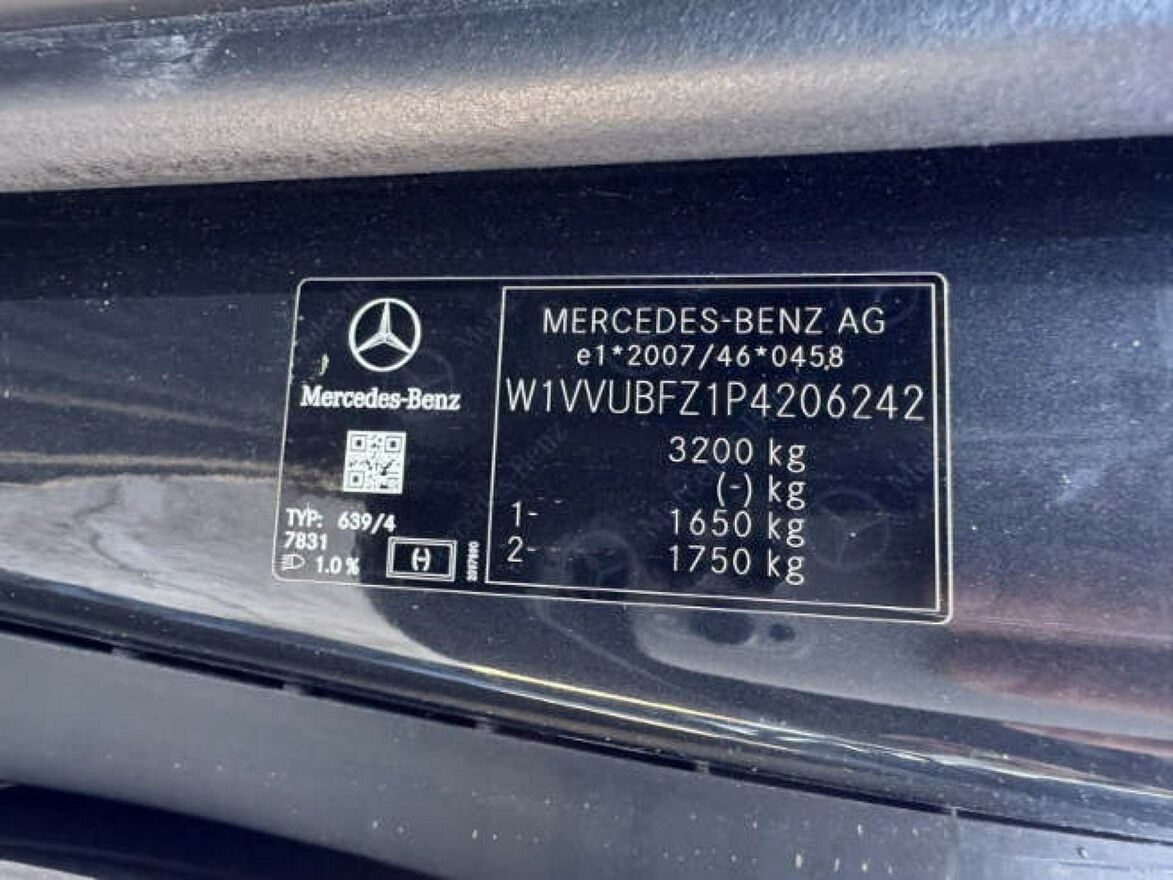 Mercedes-Benz
TYP: 639/4
7831
1.0 %
MERCEDES-BENZ AG
e1*2007/46*0458
W1VVUBFZ1P4206242
3200 kg
(-) kg
1- 1650 kg
2- 1750 kg